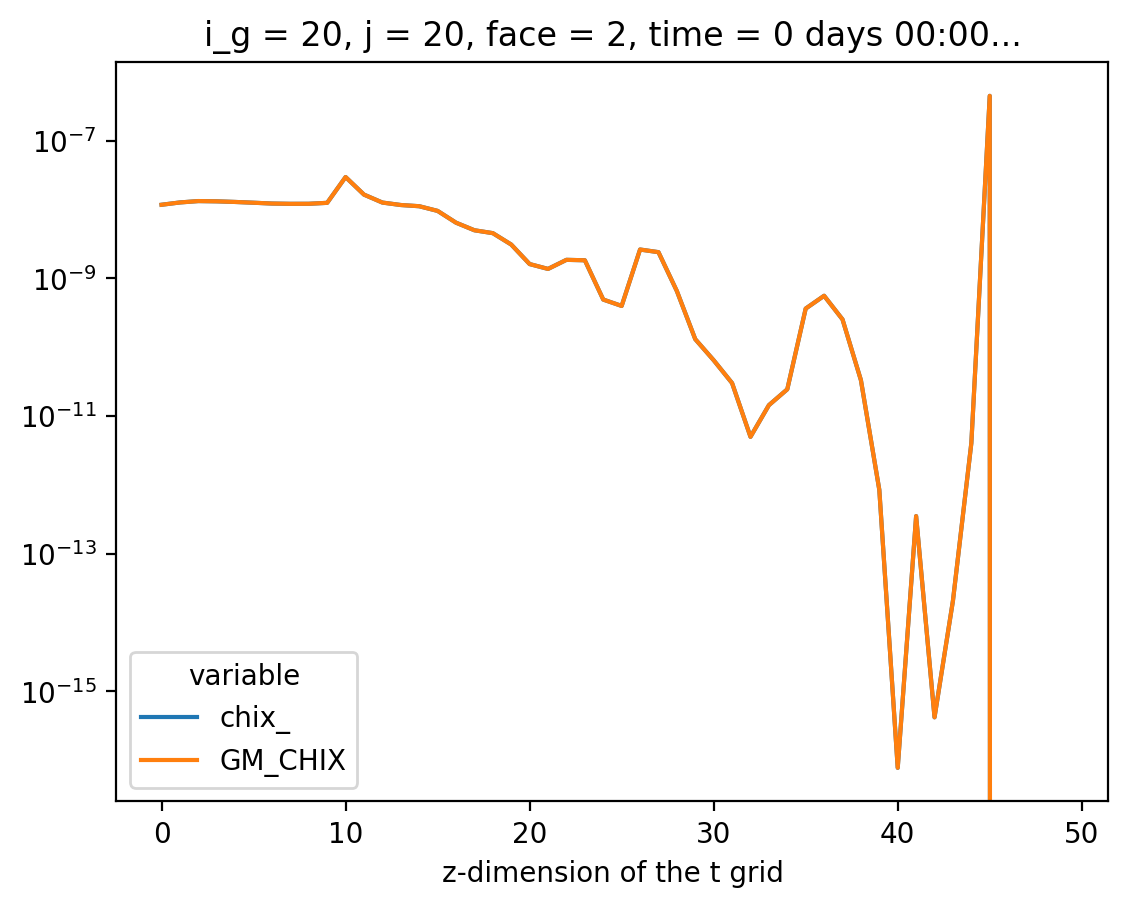 i_g = 20, j = 20, face = 2, time = 0 days 00:00...
10⁻⁷
10⁻⁹
10⁻¹¹
10⁻¹³
10⁻¹⁵
variable
chix_
GM_CHIX
0 10 20 30 40 50
z-dimension of the t grid